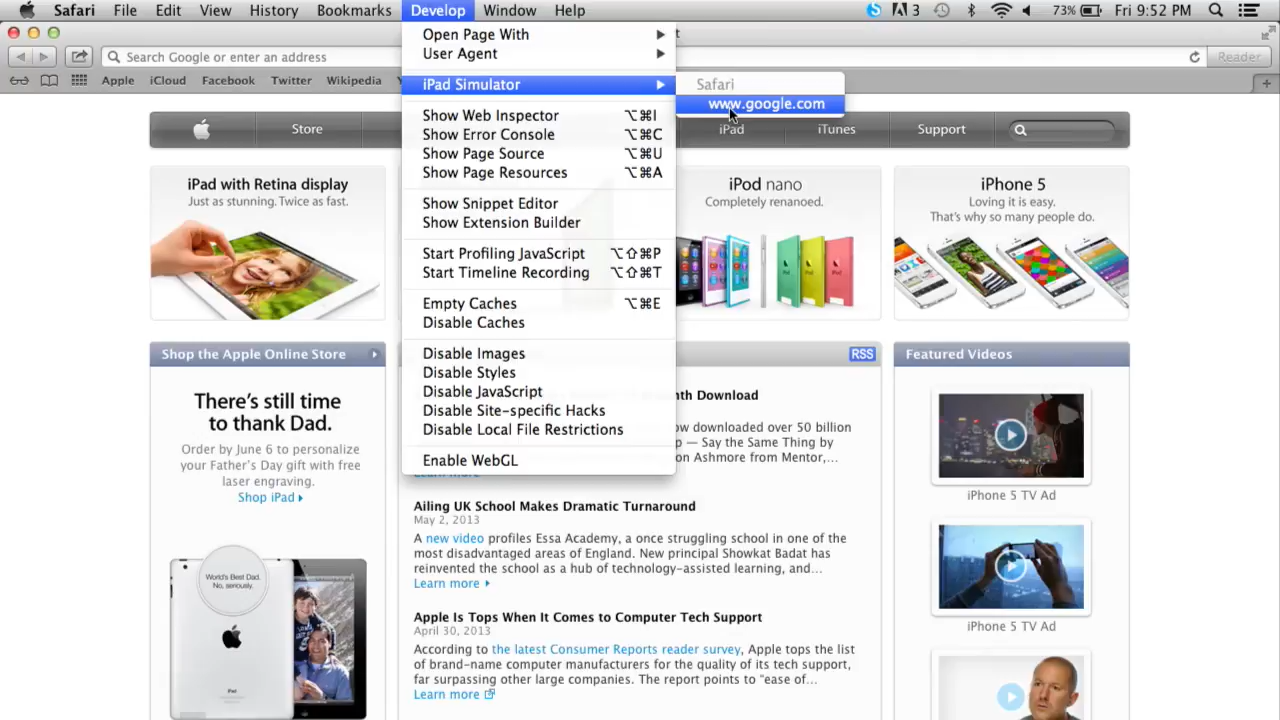 Safari File Edit View History Bookmarks Develop Window Help 3 73% Fri 9:52 PM
Search Google or enter an address Reader
Apple iCloud Facebook Twitter Wikipedia
Open Page With
User Agent
iPad Simulator
Safari
www.google.com
Show Web Inspector ⌥⌘I
Show Error Console ⌥⌘C
Show Page Source ⌥⌘U
Show Page Resources ⌥⌘A
Show Snippet Editor
Show Extension Builder
Start Profiling JavaScript ⌥⇧⌘P
Start Timeline Recording ⌥⇧⌘T
Empty Caches ⌥⌘E
Disable Caches
Disable Images
Disable Styles
Disable JavaScript
Disable Site-specific Hacks
Disable Local File Restrictions
Enable WebGL
Store iPad iTunes Support
iPad with Retina display
Just as stunning. Twice as fast.
iPod nano
Completely renanoed.
iPhone 5
Loving it is easy.
That's why so many people do.
Shop the Apple Online Store
There's still time
to thank Dad.
Order by June 6 to personalize
your Father's Day gift with free
laser engraving.
Shop iPad
World's Best Dad.
No, seriously.
iPad
RSS
Download
now downloaded over 50 billion
— Say the Same Thing by
Ashmore from Mentor,...
Ailing UK School Makes Dramatic Turnaround
May 2, 2013
A new video profiles Essa Academy, a once struggling school in one of the
most disadvantaged areas of England. New principal Showkat Badat has
reinvented the school as a hub of technology-assisted learning, and...
Learn more
Apple Is Tops When It Comes to Computer Tech Support
April 30, 2013
According to the latest Consumer Reports reader survey, Apple tops the list
of brand-name computer manufacturers for the quality of its tech support,
far surpassing other large companies. The report points to "ease of...
Learn more
Featured Videos
iPhone 5 TV Ad
iPhone 5 TV Ad